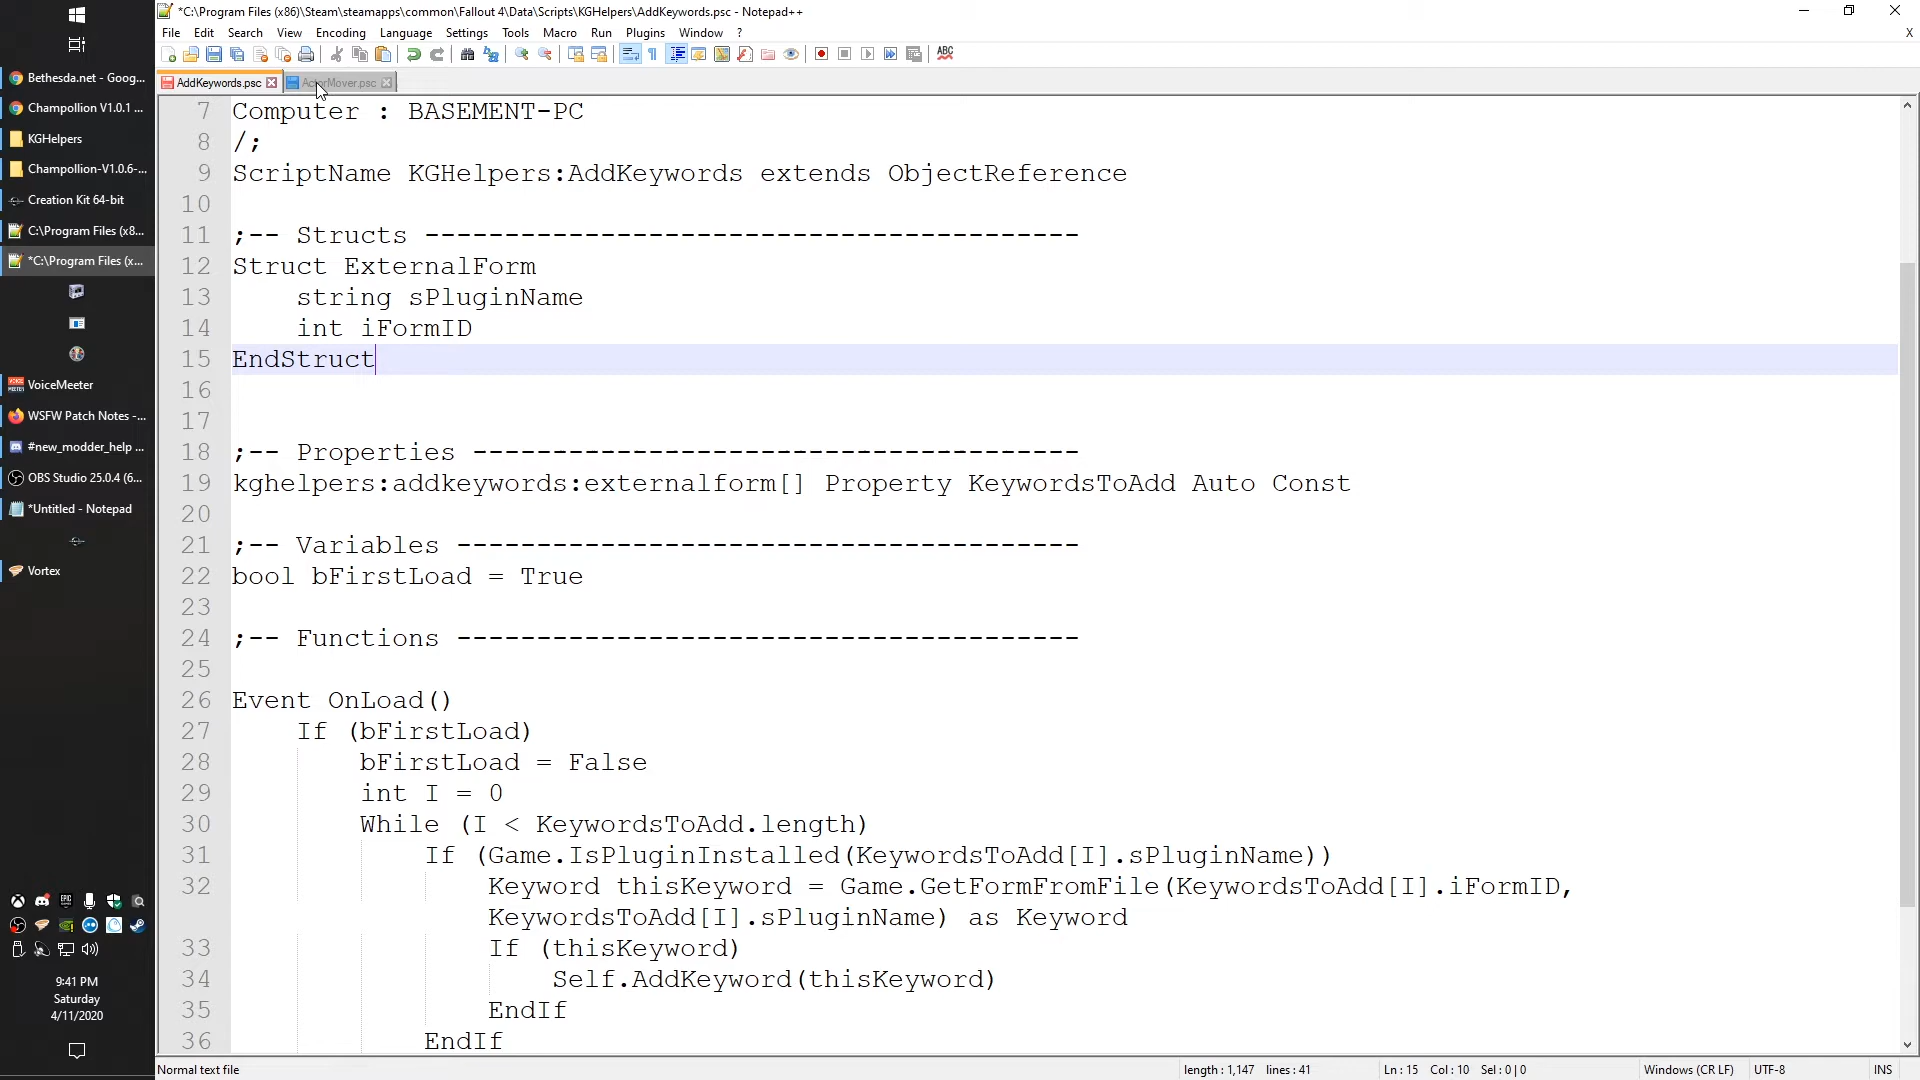 *C:\Program Files (x86)\Steam\steamapps\common\Fallout 4\Data\Scripts\KGHelpers\AddKeywords.psc - Notepad++
File Edit Search View Encoding Language Settings Tools Macro Run Plugins Window ? X
ABC
AddKeywords.psc ActorMover.psc
Bethesda.net - Goog...
Champollion V1.0.1 ...
KGHelpers
Champollion-V1.0.6-...
Creation Kit 64-bit
C:\Program Files (x8...
*C:\Program Files (x...
VoiceMeeter
WSFW Patch Notes -...
#new_modder_help ...
OBS Studio 25.0.4 (6...
*Untitled - Notepad
Vortex
9:41 PM
Saturday
4/11/2020
7 Computer : BASEMENT-PC
8 /;
9 ScriptName KGHelpers:AddKeywords extends ObjectReference
10
11 ;-- Structs -----------------------------------------
12 Struct ExternalForm
13 string sPluginName
14 int iFormID
15 EndStruct
16
17
18 ;-- Properties --------------------------------------
19 kghelpers:addkeywords:externalform[] Property KeywordsToAdd Auto Const
20
21 ;-- Variables ---------------------------------------
22 bool bFirstLoad = True
23
24 ;-- Functions ---------------------------------------
25
26 Event OnLoad()
27 If (bFirstLoad)
28 bFirstLoad = False
29 int I = 0
30 While (I < KeywordsToAdd.length)
31 If (Game.IsPluginInstalled(KeywordsToAdd[I].sPluginName))
32 Keyword thisKeyword = Game.GetFormFromFile(KeywordsToAdd[I].iFormID,
KeywordsToAdd[I].sPluginName) as Keyword
33 If (thisKeyword)
34 Self.AddKeyword(thisKeyword)
35 EndIf
36 EndIf
Normal text file length : 1,147 lines : 41 Ln : 15 Col : 10 Sel : 0 | 0 Windows (CR LF) UTF-8 INS